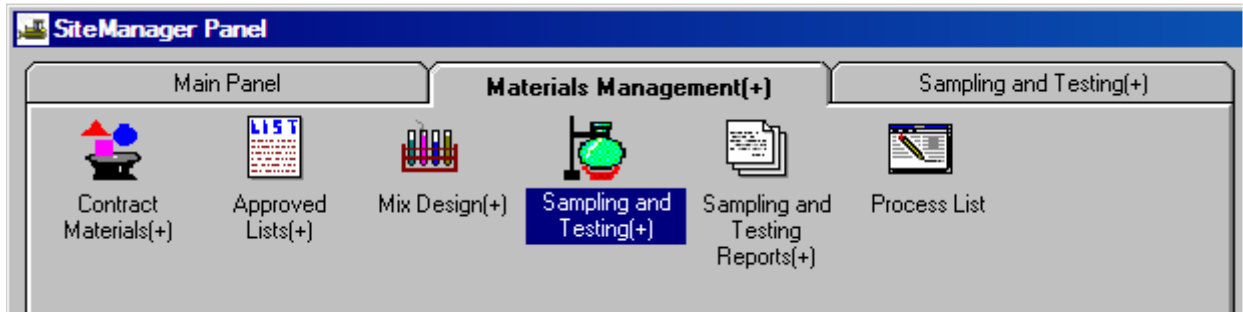 SiteManager Panel
Main Panel
Materials Management(+)
Sampling and Testing(+)
LIST
Contract
Materials(+)
Approved
Lists(+)
Mix Design(+)
Sampling and
Testing(+)
Sampling and
Testing
Reports(+)
Process List